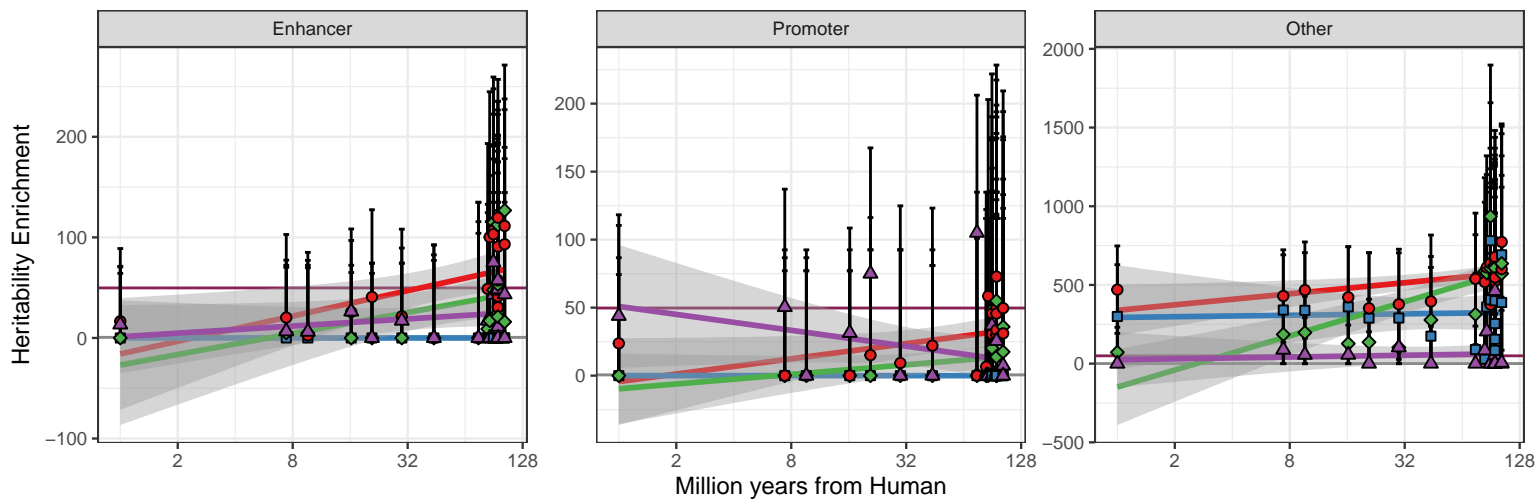 Enhancer
Promoter
Other
Heritability Enrichment
200
100
0
−100
200
150
100
50
0
2000
1500
1000
500
0
−500
2 8 32 128
2 8 32 128
2 8 32 128
Million years from Human